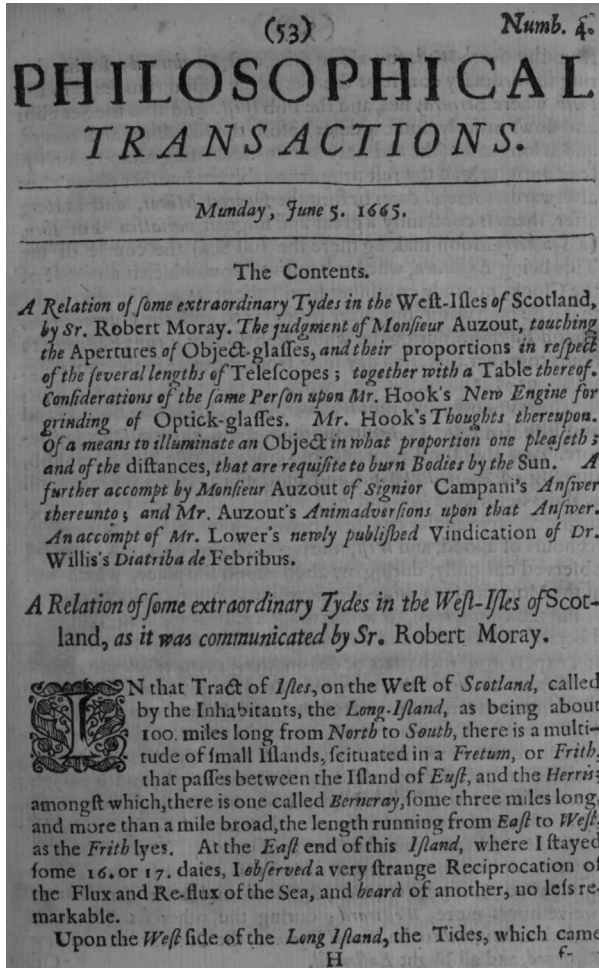 (53) Numb. 4.
PHILOSOPHICAL
TRANSACTIONS.
Munday, June 5. 1665.
The Contents.
A Relation of ſome extraordinary Tydes in the Weſt-Iſles of Scotland,
by Sr. Robert Moray. The judgment of Monſieur Auzout, touching
the Apertures of Object-glaſſes, and their proportions in reſpect
of the ſeveral lengths of Teleſcopes; together with a Table thereof.
Conſiderations of the ſame Perſon upon Mr. Hook's New Engine for
grinding of Optick-glaſſes. Mr. Hook's Thoughts thereupon.
Of a means to illuminate an Object in what proportion one pleaſeth;
and of the diſtances, that are requiſite to burn Bodies by the Sun. A
further accompt by Monſieur Auzout of Signior Campani's Anſwer
thereunto; and Mr. Auzout's Animadverſions upon that Anſwer.
An accompt of Mr. Lower's newly publiſhed Vindication of Dr.
Willis's Diatriba de Febribus.
A Relation of ſome extraordinary Tydes in the Weſt-Iſles of Scot-
land, as it was communicated by Sr. Robert Moray.
IN that Tract of Iſles, on the Weſt of Scotland, called
by the Inhabitants, the Long-Iſland, as being about
100. miles long from North to South, there is a multi-
tude of ſmall Iſlands, ſcituated in a Fretum, or Frith,
that paſſes between the Iſland of Euſt, and the Herris;
amongſt which, there is one called Berneray, ſome three miles long,
and more than a mile broad, the length running from Eaſt to Weſt,
as the Frith lyes. At the Eaſt end of this Iſland, where I ſtayed
ſome 16. or 17. daies, I obſerved a very ſtrange Reciprocation of
the Flux and Re-flux of the Sea, and heard of another, no leſs re-
markable.
Upon the Weſt ſide of the Long Iſland, the Tides, which came
H f-